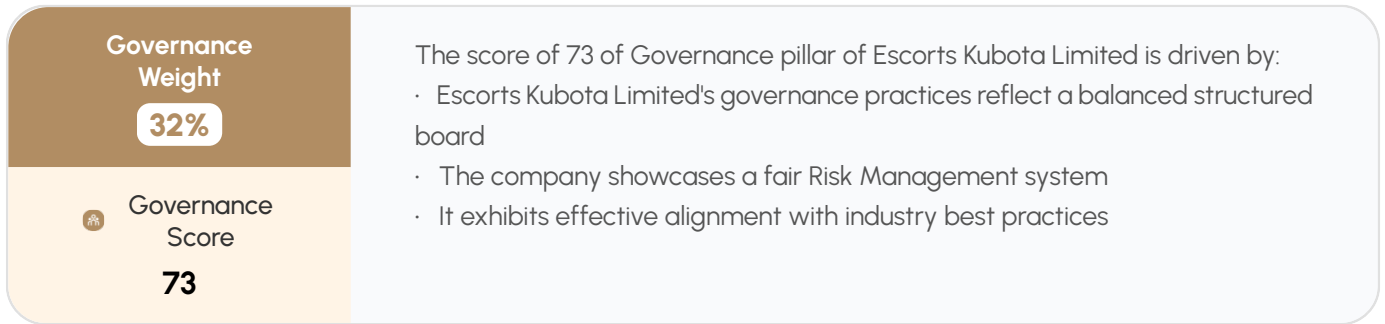 Governance
Weight
32%
Governance
Score
73
The score of 73 of Governance pillar of Escorts Kubota Limited is driven by:
· Escorts Kubota Limited's governance practices reflect a balanced structured
board
· The company showcases a fair Risk Management system
· It exhibits effective alignment with industry best practices